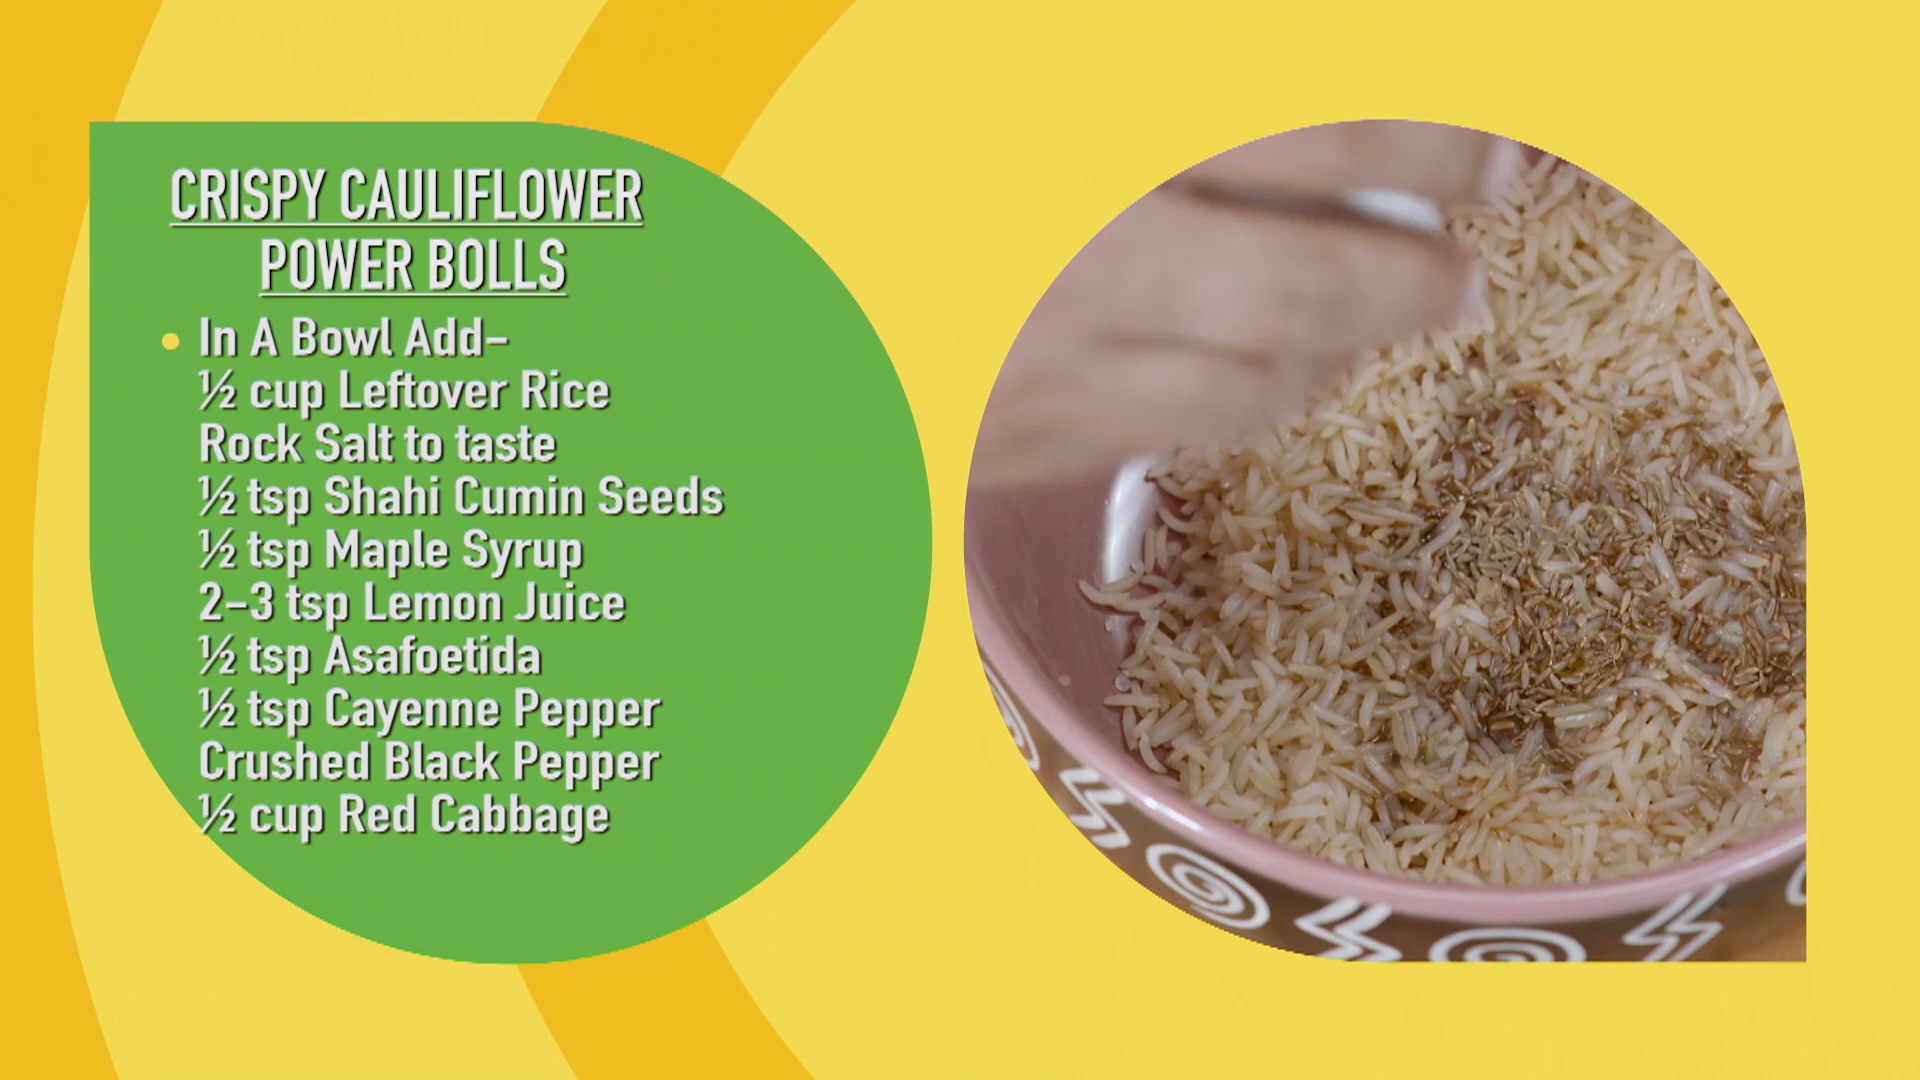 CRISPY CAULIFLOWER
POWER BOLLS
• In A Bowl Add–
½ cup Leftover Rice
Rock Salt to taste
½ tsp Shahi Cumin Seeds
½ tsp Maple Syrup
2–3 tsp Lemon Juice
½ tsp Asafoetida
½ tsp Cayenne Pepper
Crushed Black Pepper
½ cup Red Cabbage